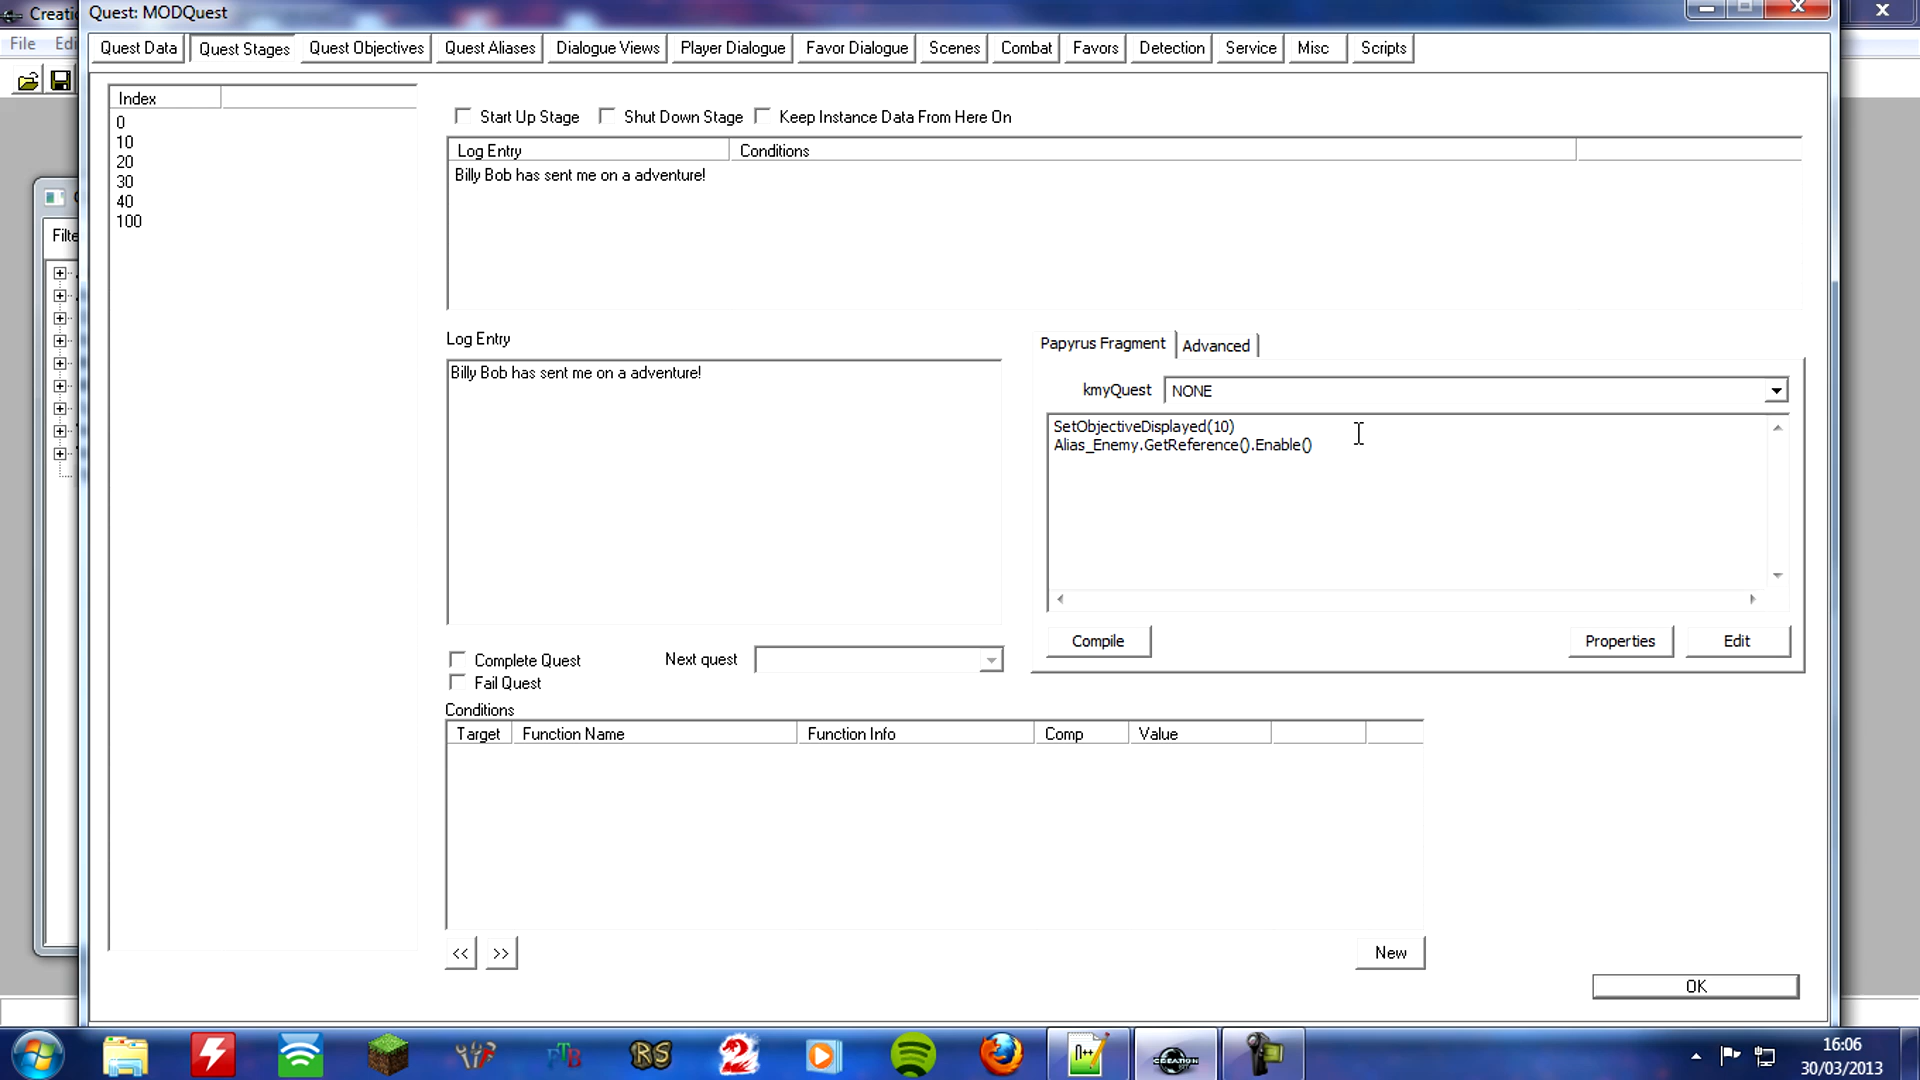 Creati
Quest: MODQuest
File Edi
Quest Data Quest Stages Quest Objectives Quest Aliases Dialogue Views Player Dialogue Favor Dialogue Scenes Combat Favors Detection Service Misc Scripts
Index
0
10
20
30
40
100
Filte
Start Up Stage Shut Down Stage Keep Instance Data From Here On
Log Entry Conditions
Billy Bob has sent me on a adventure!
Log Entry
Billy Bob has sent me on a adventure!
Papyrus Fragment Advanced
kmyQuest NONE
SetObjectiveDisplayed(10)
Alias_Enemy.GetReference().Enable()
Compile Properties Edit
Complete Quest Next quest
Fail Quest
Conditions
Target Function Name Function Info Comp Value
<< >> New
OK
FTB RS 2 n++ CREATION
16:06
30/03/2013